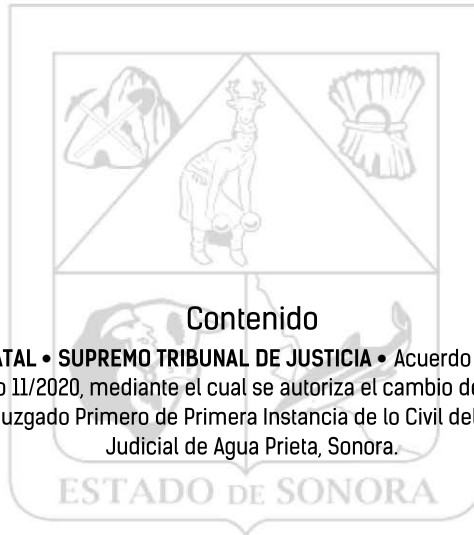 Contenido
ATAL • SUPREMO TRIBUNAL DE JUSTICIA • Acuerdo
o 11/2020, mediante el cual se autoriza el cambio de
uzgado Primero de Primera Instancia de lo Civil del
Judicial de Agua Prieta, Sonora.
ESTADO DE SONORA